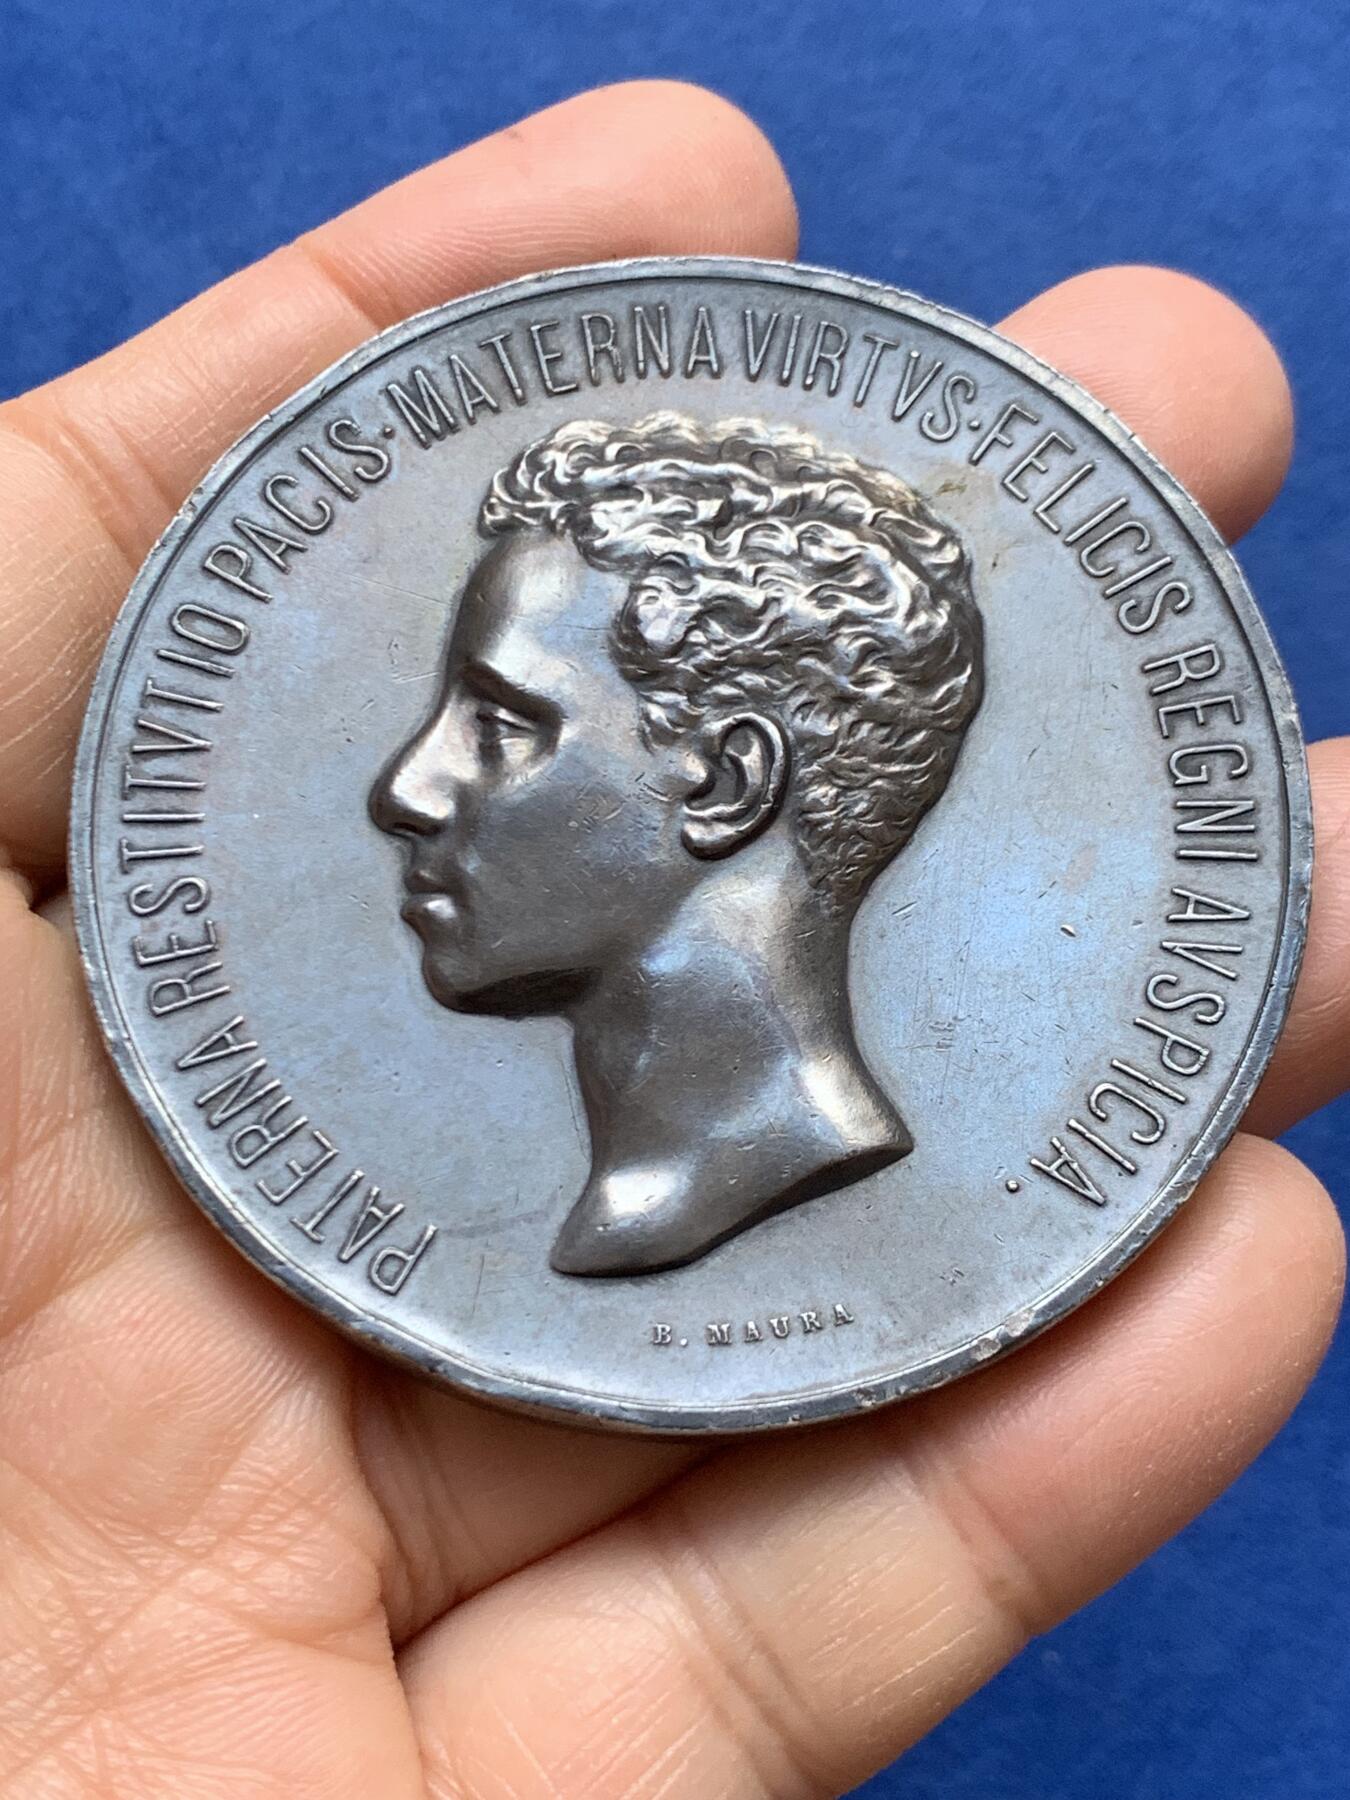 PATERNA RESTITVTIO PACIS · MATERNA VIRTVS · FELICIS REGNI AVSPICIA .
B. MAURA